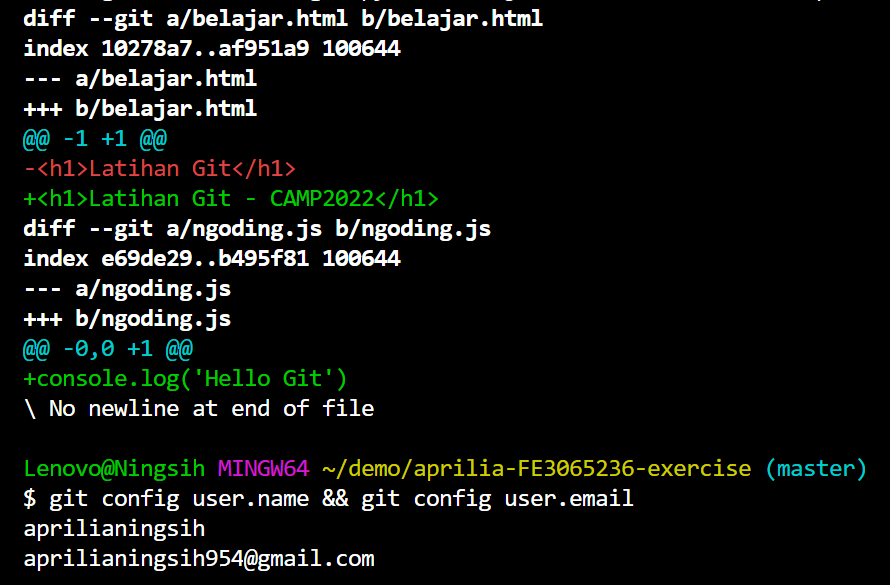 diff --git a/belajar.html b/belajar.html
index 10278a7..af951a9 100644
--- a/belajar.html
+++ b/belajar.html
@@ -1 +1 @@
-<h1>Latihan Git</h1>
+<h1>Latihan Git - CAMP2022</h1>
diff --git a/ngoding.js b/ngoding.js
index e69de29..b495f81 100644
--- a/ngoding.js
+++ b/ngoding.js
@@ -0,0 +1 @@
+console.log('Hello Git')
\ No newline at end of file
Lenovo@Ningsih MINGW64 ~/demo/aprilia-FE3065236-exercise (master)
$ git config user.name && git config user.email
aprilianingsih
aprilianingsih954@gmail.com